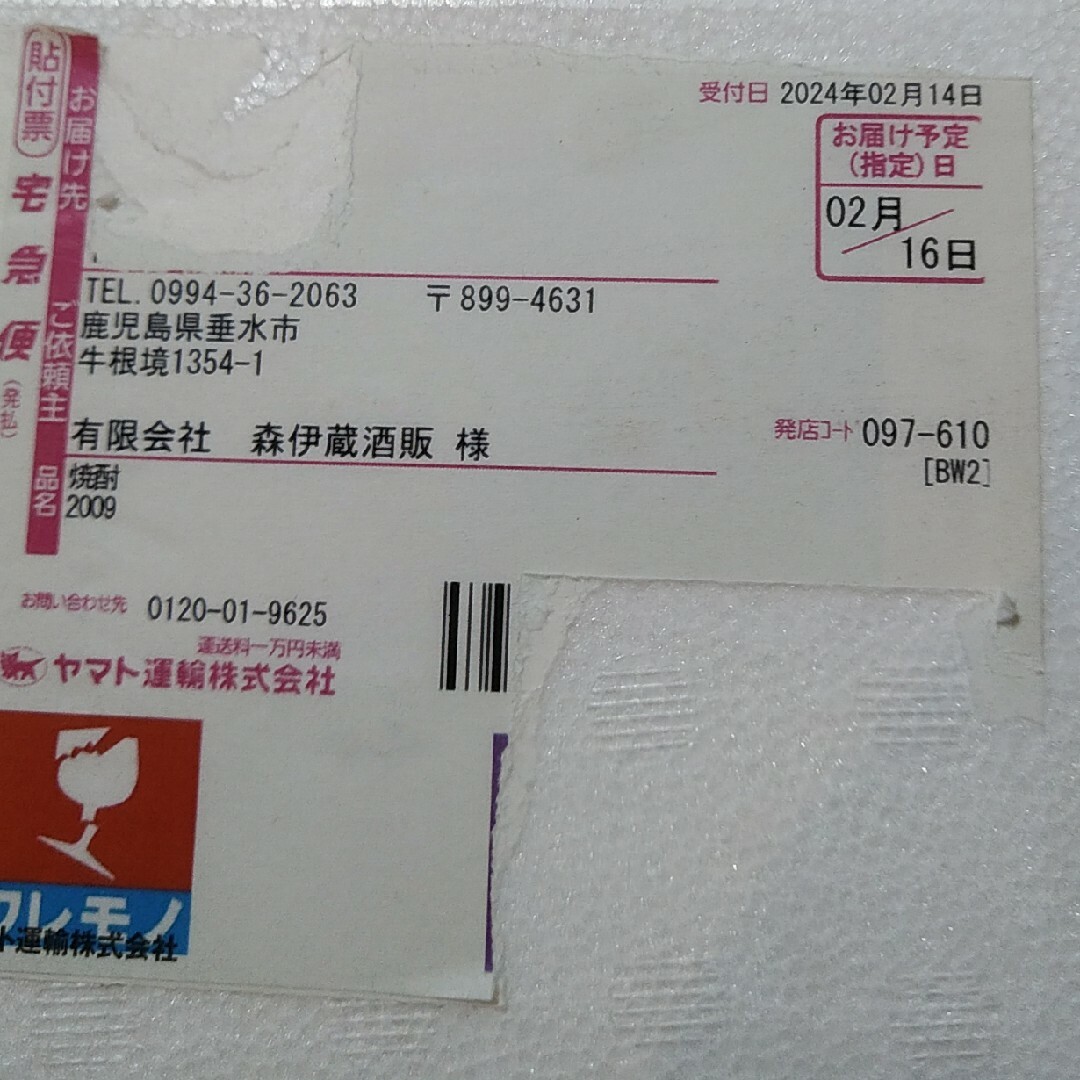 貼付票
宅急便
(発払)
お届け先
受付日 2024年02月14日
お届け予定
(指定)日
02月
16日
ご依頼主
TEL. 0994-36-2063 〒899-4631
鹿児島県垂水市
牛根境1354-1
有限会社 森伊蔵酒販 様
発店コード 097-610
[BW2]
品名
焼酎
2009
お問い合わせ先 0120-01-9625
運送料一万円未満
ヤマト運輸株式会社
ワレモノ
ト運輸株式会社